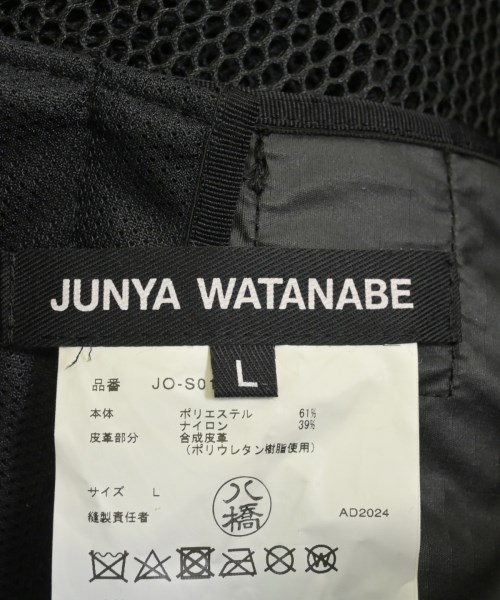 JUNYA WATANABE
L
品番 JO-S01
本体 ポリエステル 61%
ナイロン 39%
皮革部分 合成皮革
(ポリウレタン樹脂使用)
サイズ L
八橋
縫製責任者 AD2024
W